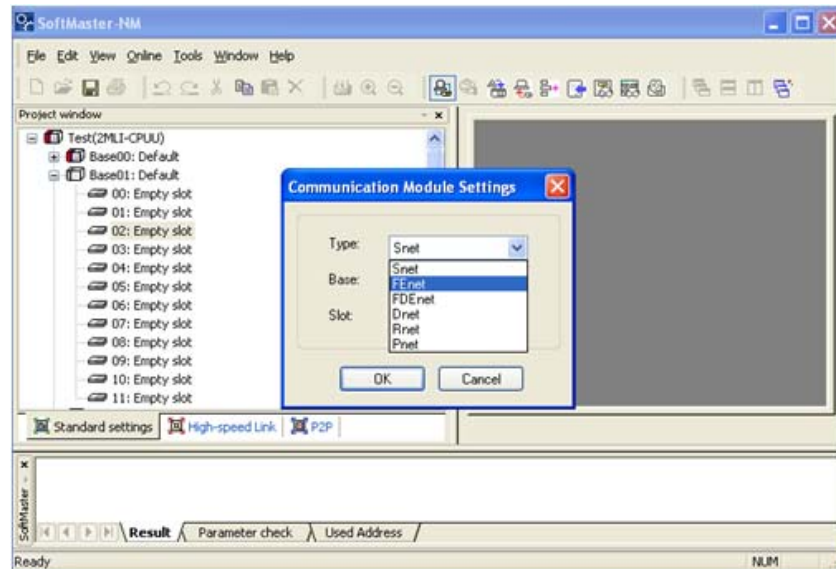 SoftMaster-NM
File Edit View Online Tools Window Help
Project window
Test(2MLI-CPUU)
Base00: Default
Base01: Default
00: Empty slot
01: Empty slot
02: Empty slot
03: Empty slot
04: Empty slot
05: Empty slot
06: Empty slot
07: Empty slot
08: Empty slot
09: Empty slot
10: Empty slot
11: Empty slot
Standard settings High-speed Link P2P
Communication Module Settings
Type: Snet
Snet
Base: FEnet
FDEnet
Slot: Dnet
Rnet
Pnet
OK Cancel
SoftMaster
Result Parameter check Used Address
Ready NUM